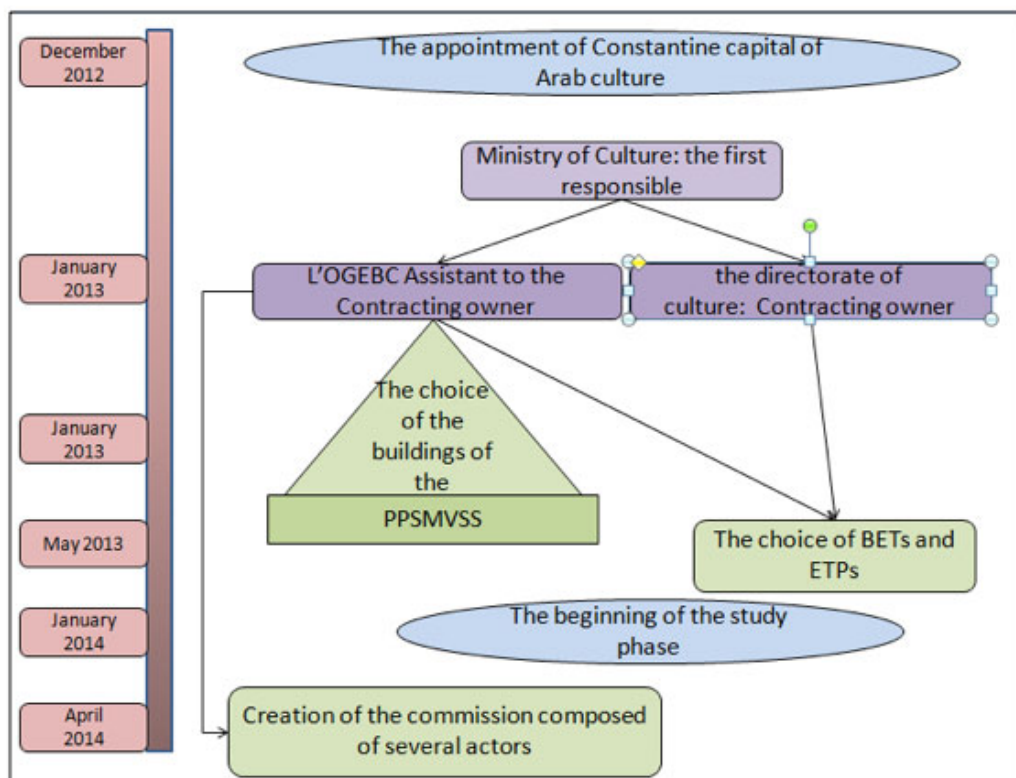 December
2012
The appointment of Constantine capital of
Arab culture
Ministry of Culture: the first
responsible
January
2013
L'OGEBC Assistant to the
Contracting owner
the directorate of
culture: Contracting owner
January
2013
The choice
of the
buildings of
the
PPSMVSS
May 2013
The choice of BETs and
ETPs
January
2014
The beginning of the study
phase
April
2014
Creation of the commission composed
of several actors